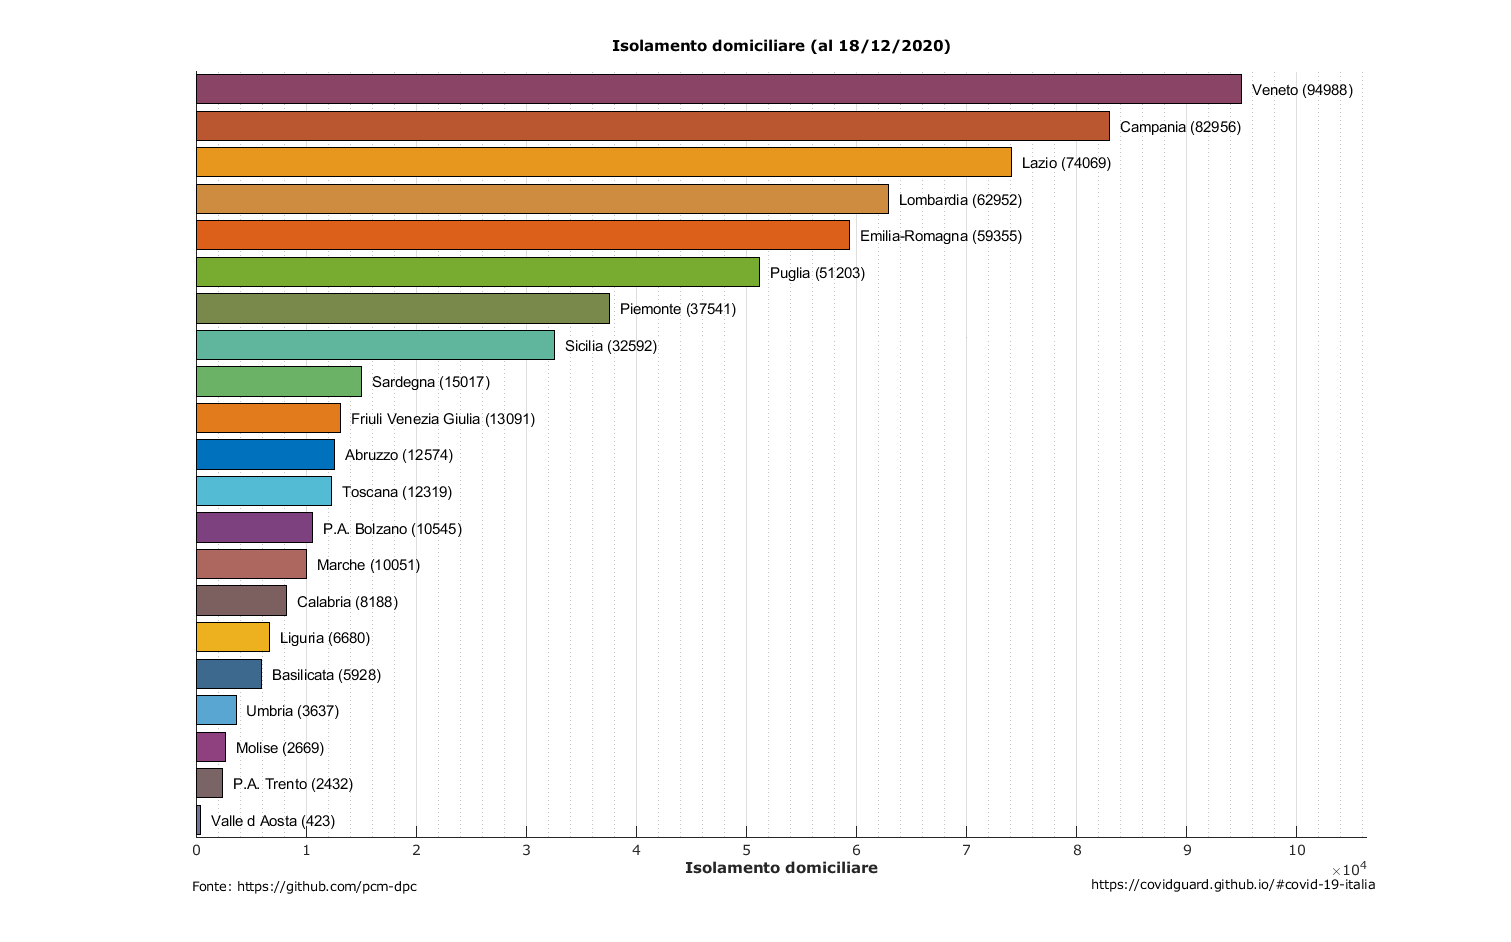 Isolamento domiciliare (al 18/12/2020)
Veneto (94988)
Campania (82956)
Lazio (74069)
Lombardia (62952)
Emilia-Romagna (59355)
Puglia (51203)
Piemonte (37541)
Sicilia (32592)
Sardegna (15017)
Friuli Venezia Giulia (13091)
Abruzzo (12574)
Toscana (12319)
P.A. Bolzano (10545)
Marche (10051)
Calabria (8188)
Liguria (6680)
Basilicata (5928)
Umbria (3637)
Molise (2669)
P.A. Trento (2432)
Valle d Aosta (423)
0 1 2 3 4 5 6 7 8 9 10
×10⁴
Isolamento domiciliare
Fonte: https://github.com/pcm-dpc
https://covidguard.github.io/#covid-19-italia